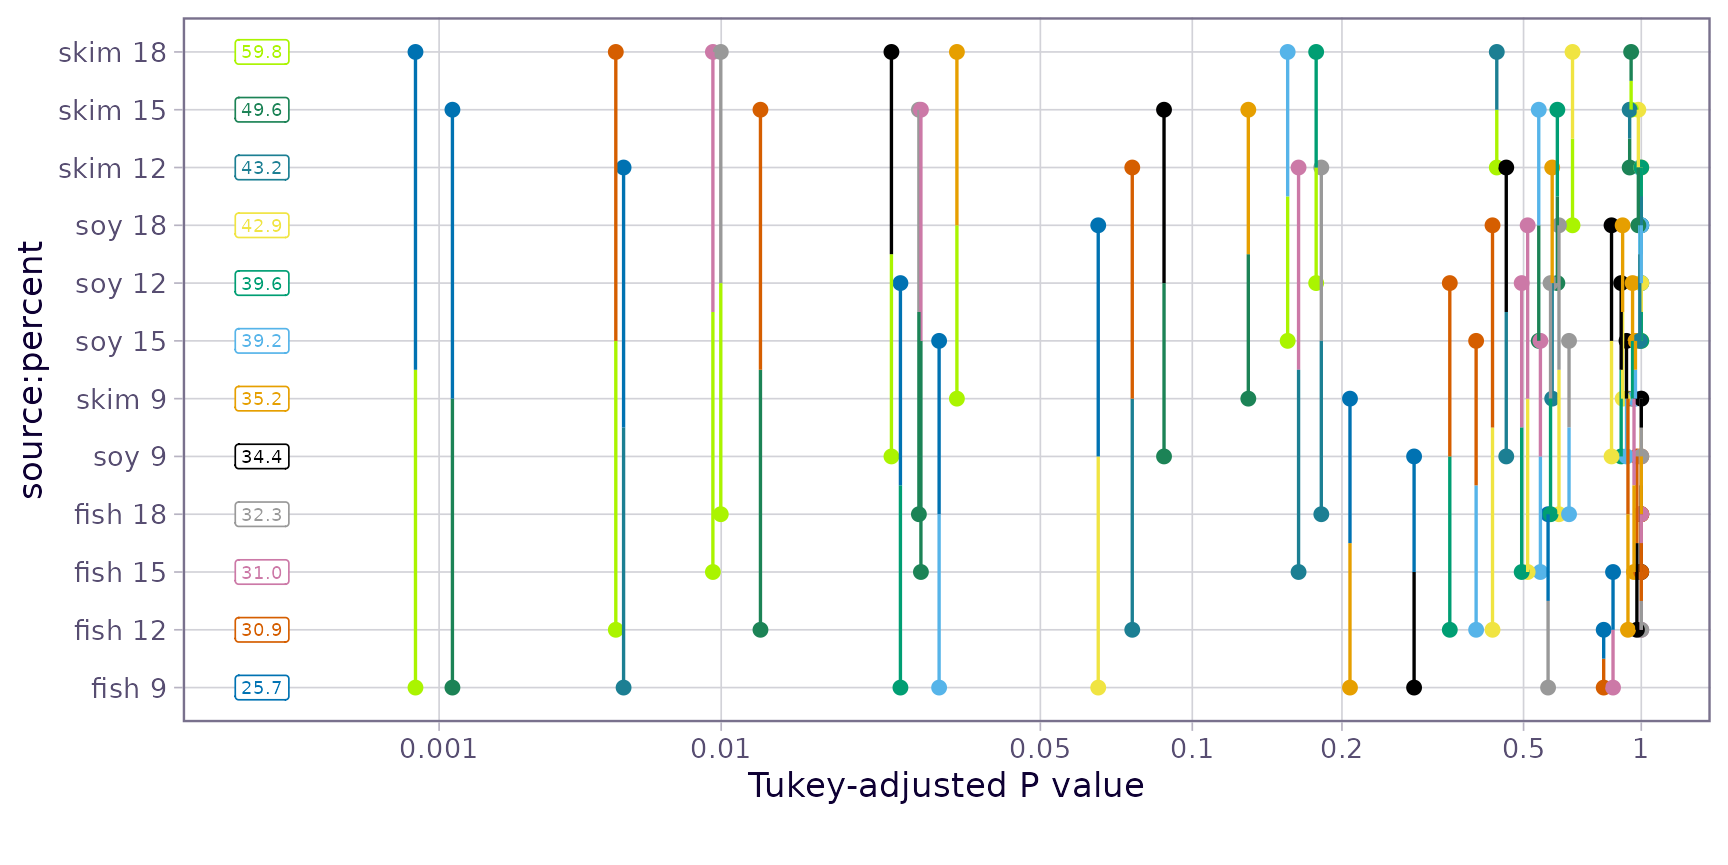 skim 18 59.8
skim 15 49.6
skim 12 43.2
soy 18 42.9
soy 12 39.6
soy 15 39.2
skim 9 35.2
soy 9 34.4
fish 18 32.3
fish 15 31.0
fish 12 30.9
fish 9 25.7
source:percent
0.001 0.01 0.05 0.1 0.2 0.5 1
Tukey-adjusted P value